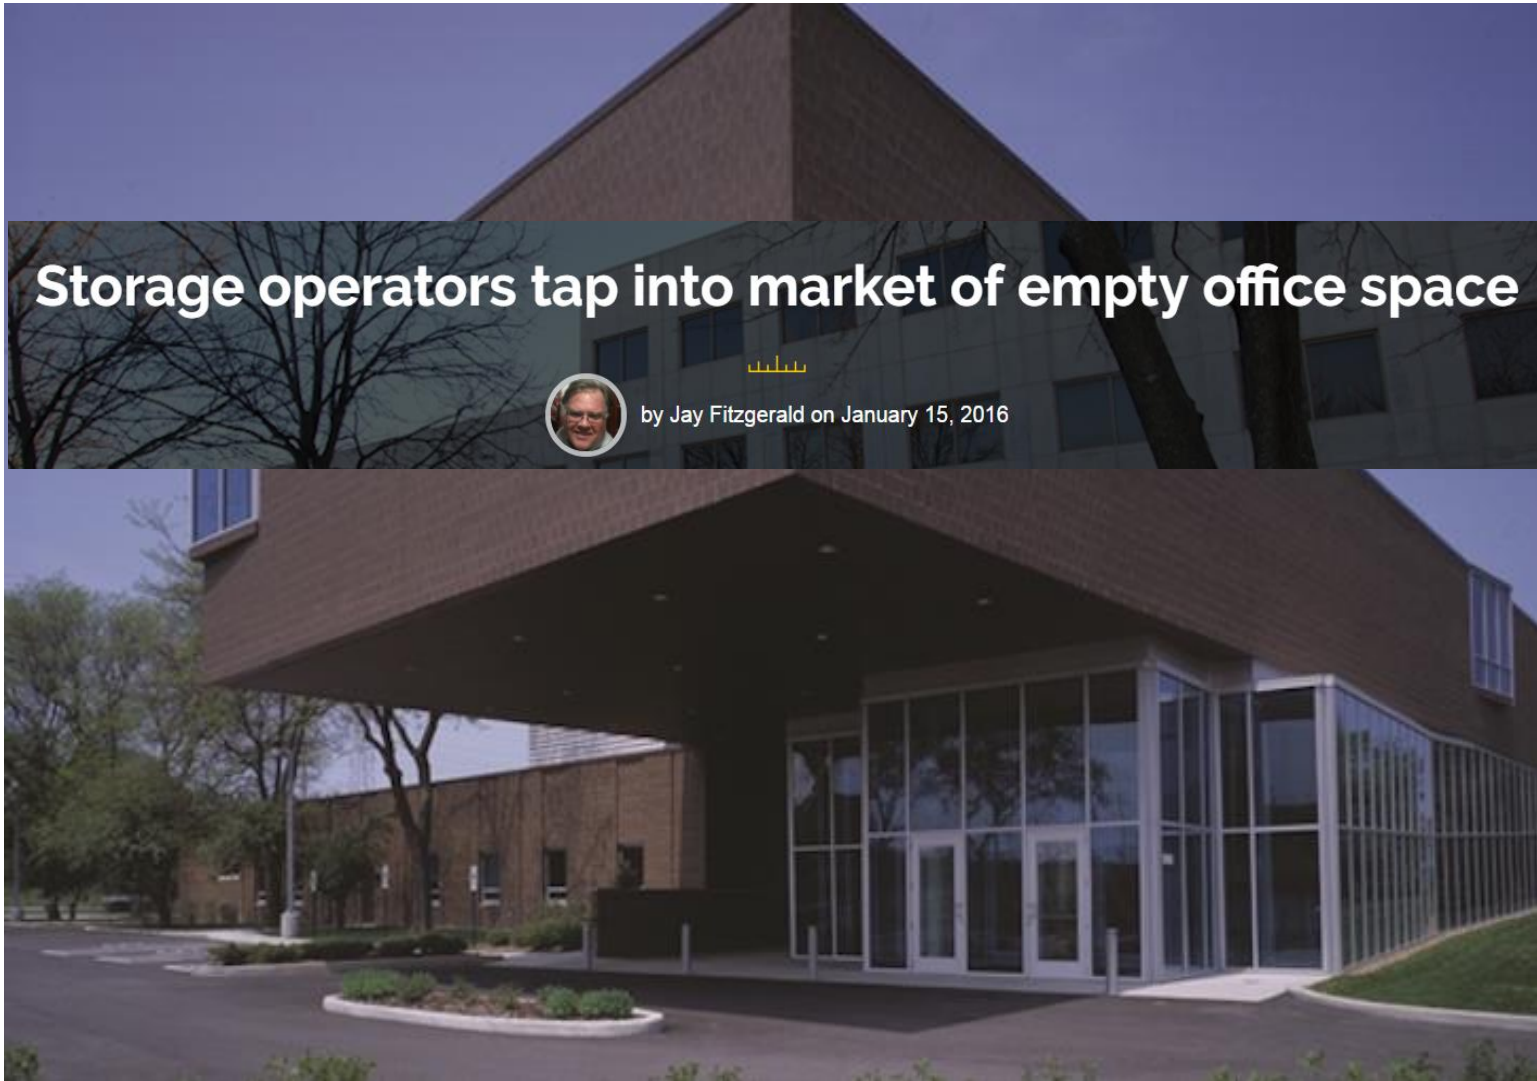 Storage operators tap into market of empty office space
by Jay Fitzgerald on January 15, 2016